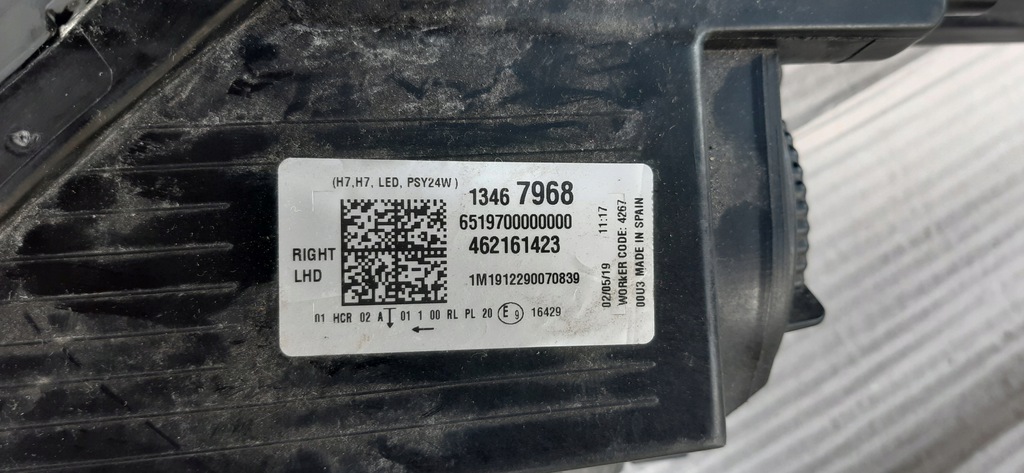 (H7,H7, LED, PSY24W)
1346 7968
6519700000000
462161423
RIGHT
LHD
1M1912290070839
01 HCR 02 A 01 1 00 RL PL 20 E9 16429
02/05/19 11:17
WORKER CODE: 4267
00U3 MADE IN SPAIN